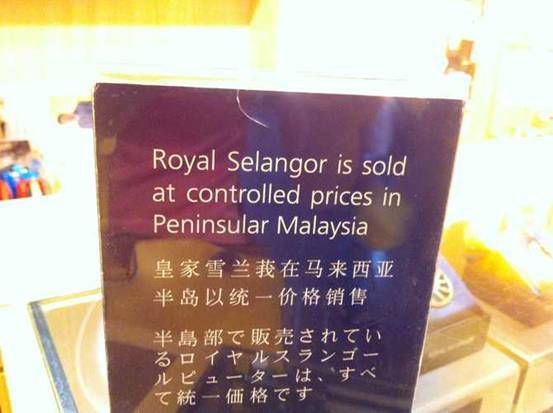 Royal Selangor is sold
at controlled prices in
Peninsular Malaysia
皇家雪兰莪在马来西亚
半岛以统一价格销售
半島部で販売されてい
るロイヤルスランゴー
ルピューターは、すべ
て統一価格です